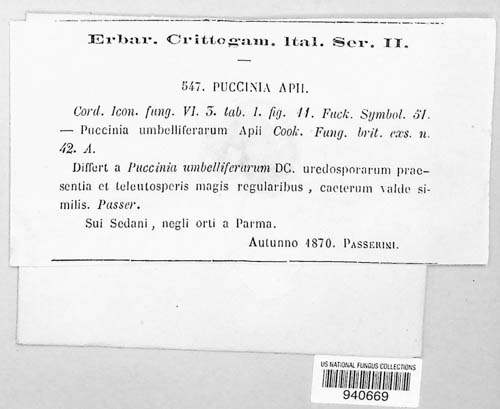 Erbar. Crittogam. Ital. Ser. II.
547. PUCCINIA APII.
Cord. Icon. fung. VI. 3. tab. 1. fig. 11. Fuck. Symbol. 51.
— Puccinia umbelliferarum Apii Cook. Fung. brit. exs. n.
42. A.
Differt a Puccinia umbelliferarum DC. uredosporarum prae-
sentia et teleutosperis magis regularibus, caeterum valde si-
milis. Passer.
Sui Sedani, negli orti a Parma.
Autunno 1870. PASSERINI.
US NATIONAL FUNGUS COLLECTIONS
940669